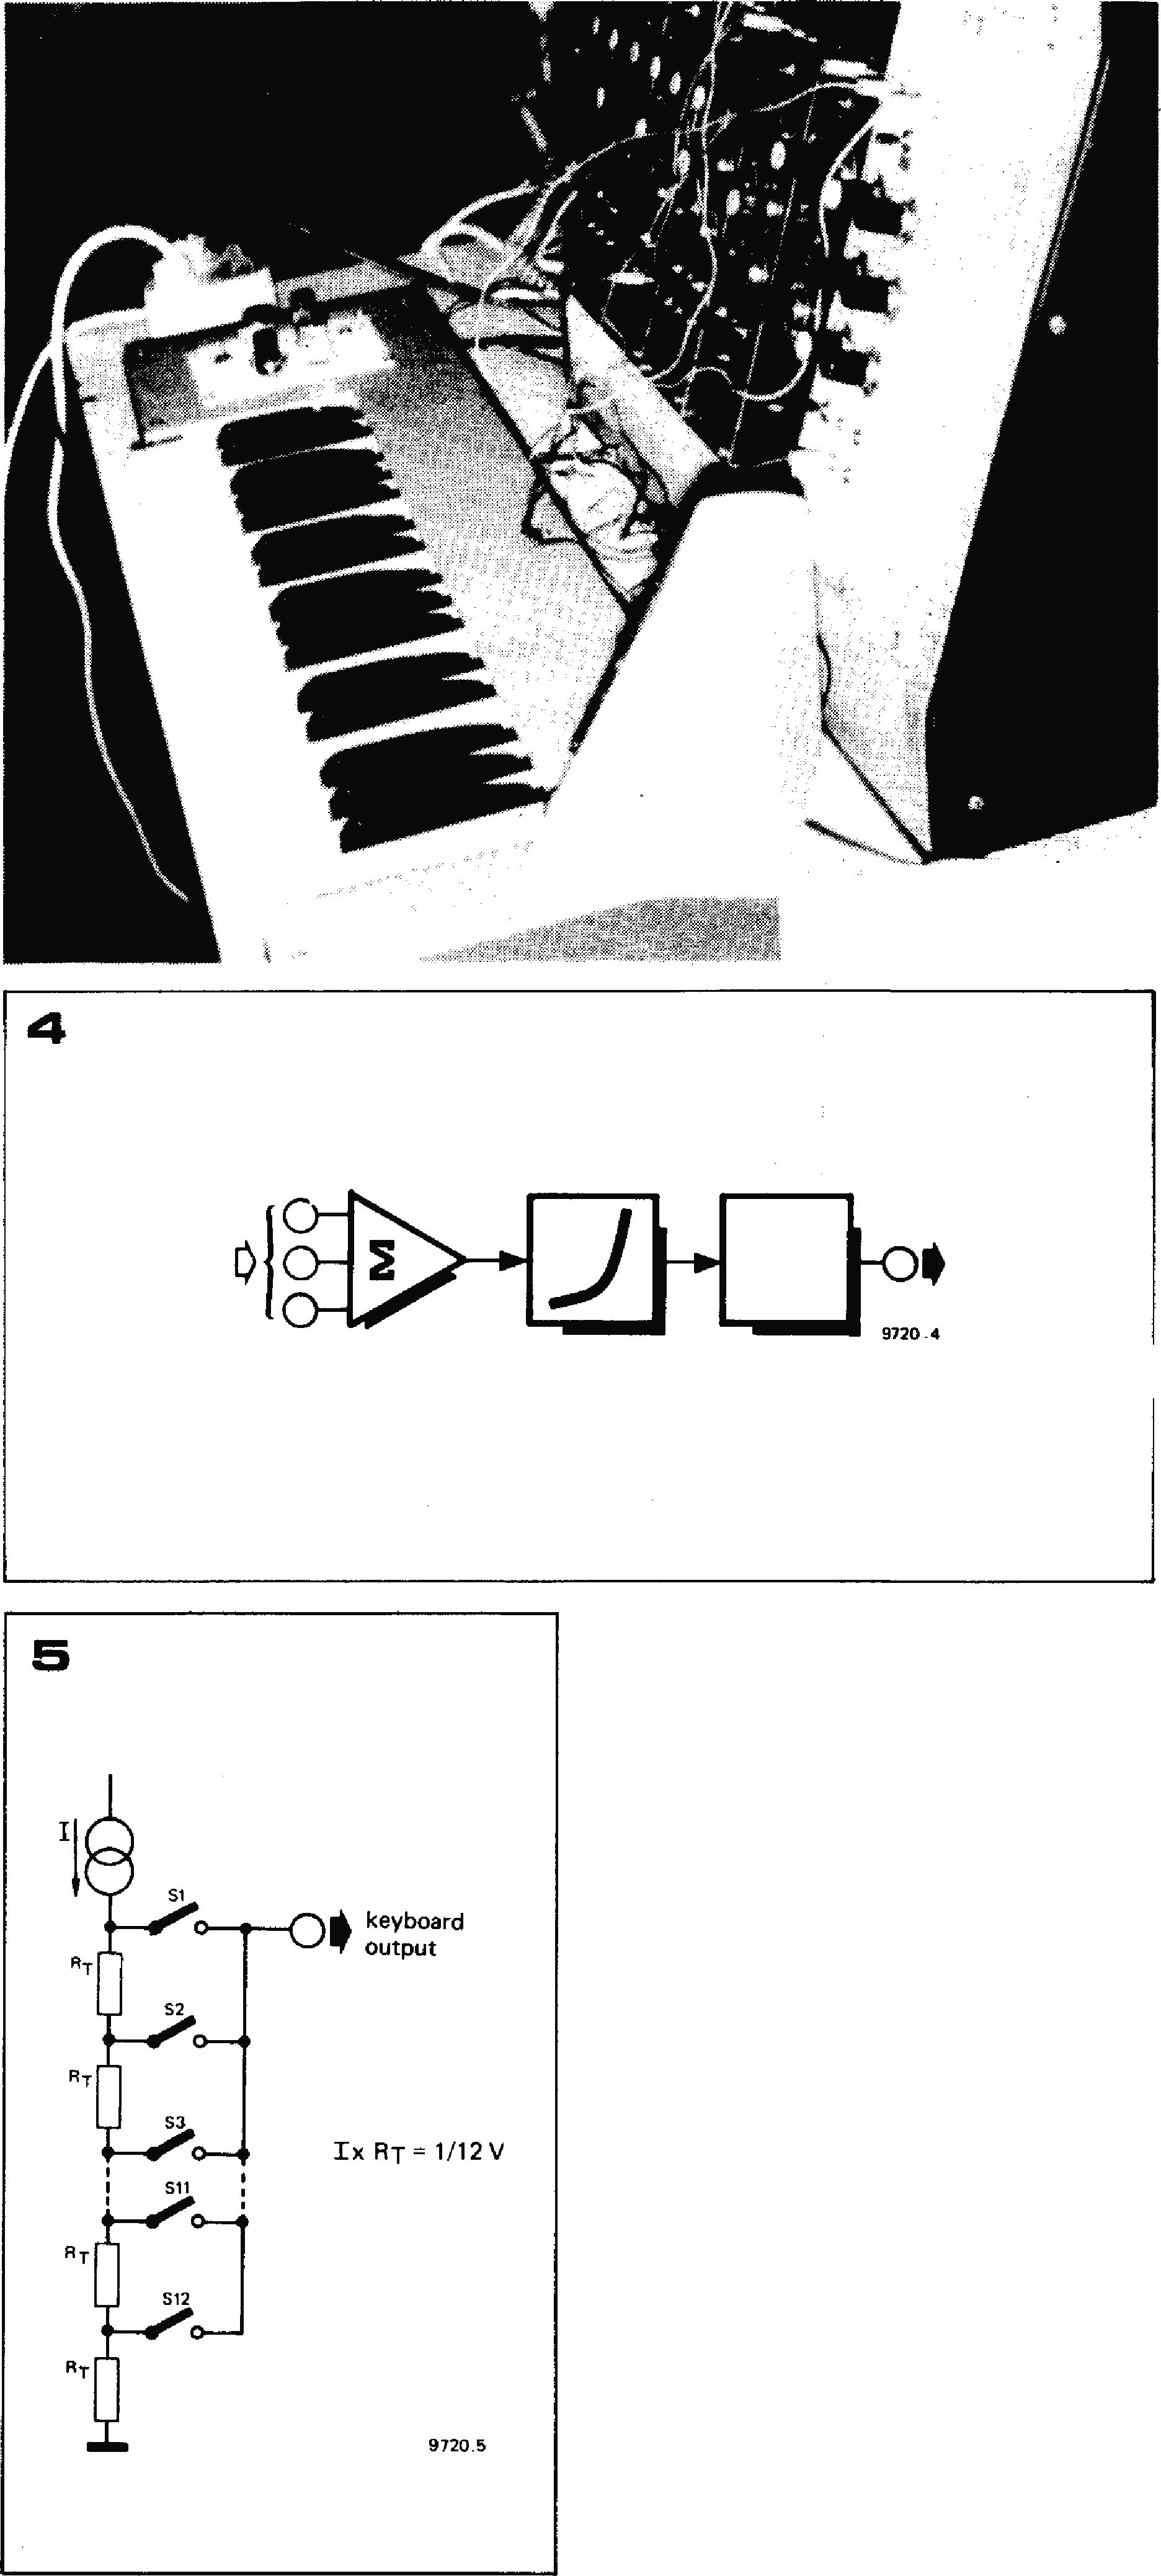 4
Σ
9720.4
5
I
S1
keyboard
output
RT
S2
RT
S3
I x RT = 1/12 V
S11
RT
S12
RT
9720.5